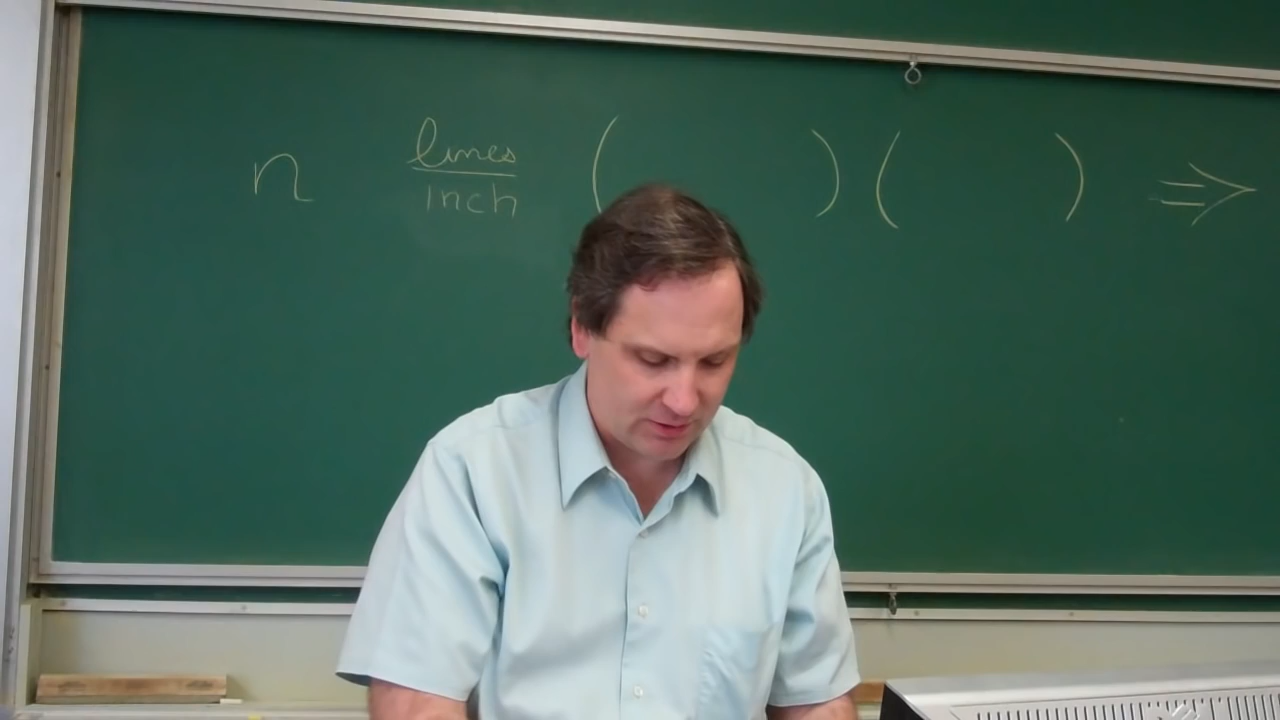 n lines/inch (        ) (        ) ⇒